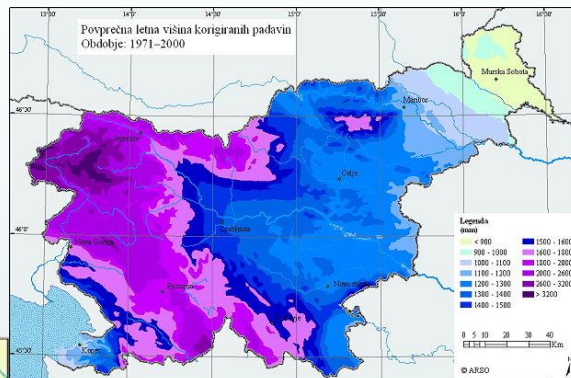 Povprečna letna višina korigiranih padavin
Obdobje: 1971–2000
13°30'
14°0'
14°30'
15°0'
15°30'
16°0'
16°30'
46°30'
46°0'
45°30'
Murska Sobota
Maribor
Celje
Ljubljana
Nova Gorica
Postojna
Novo mesto
Koper
Legenda
(mm)
< 900
900 - 1000
1000 - 1100
1100 - 1200
1200 - 1300
1300 - 1400
1400 - 1500
1500 - 1600
1600 - 1800
1800 - 2000
2000 - 2600
2600 - 3200
> 3200
0 5 10 20 30 40
Km
N
© ARSO